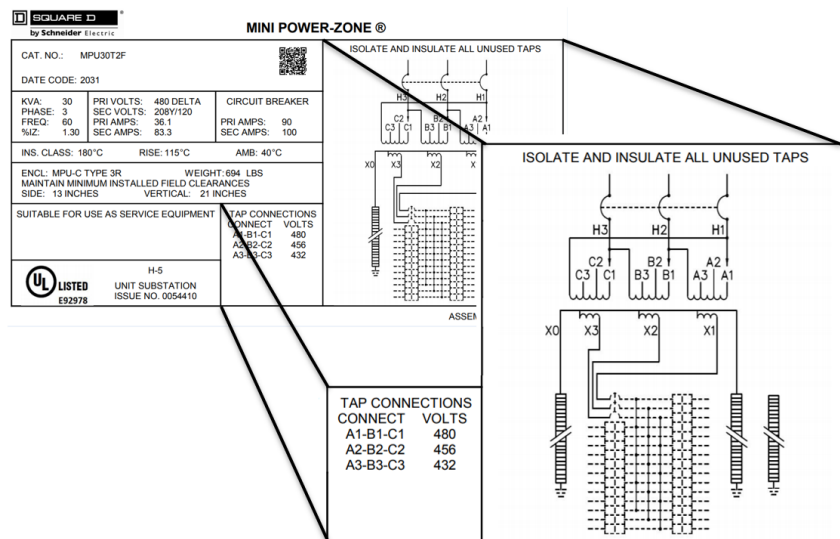 SQUARE D
by Schneider Electric
MINI POWER-ZONE ®
CAT. NO.: MPU30T2F
DATE CODE: 2031
KVA: 30
PHASE: 3
FREQ: 60
%IZ: 1.30
PRI VOLTS: 480 DELTA
SEC VOLTS: 208Y/120
PRI AMPS: 36.1
SEC AMPS: 83.3
CIRCUIT BREAKER
PRI AMPS: 90
SEC AMPS: 100
INS. CLASS: 180°C RISE: 115°C AMB: 40°C
ENCL: MPU-C TYPE 3R WEIGHT: 694 LBS
MAINTAIN MINIMUM INSTALLED FIELD CLEARANCES
SIDE: 13 INCHES VERTICAL: 21 INCHES
SUITABLE FOR USE AS SERVICE EQUIPMENT
UL LISTED
E92978
H-5
UNIT SUBSTATION
ISSUE NO. 0054410
TAP CONNECTIONS
CONNECT VOLTS
A1-B1-C1 480
A2-B2-C2 456
A3-B3-C3 432
ISOLATE AND INSULATE ALL UNUSED TAPS
H3 H2 H1
C2 B2 A2
C3 C1 B3 B1 A3 A1
X0 X3 X2 X
ASSEM
ISOLATE AND INSULATE ALL UNUSED TAPS
H3 H2 H1
C2 B2 A2
C3 C1 B3 B1 A3 A1
X0 X3 X2 X1
TAP CONNECTIONS
CONNECT VOLTS
A1-B1-C1 480
A2-B2-C2 456
A3-B3-C3 432